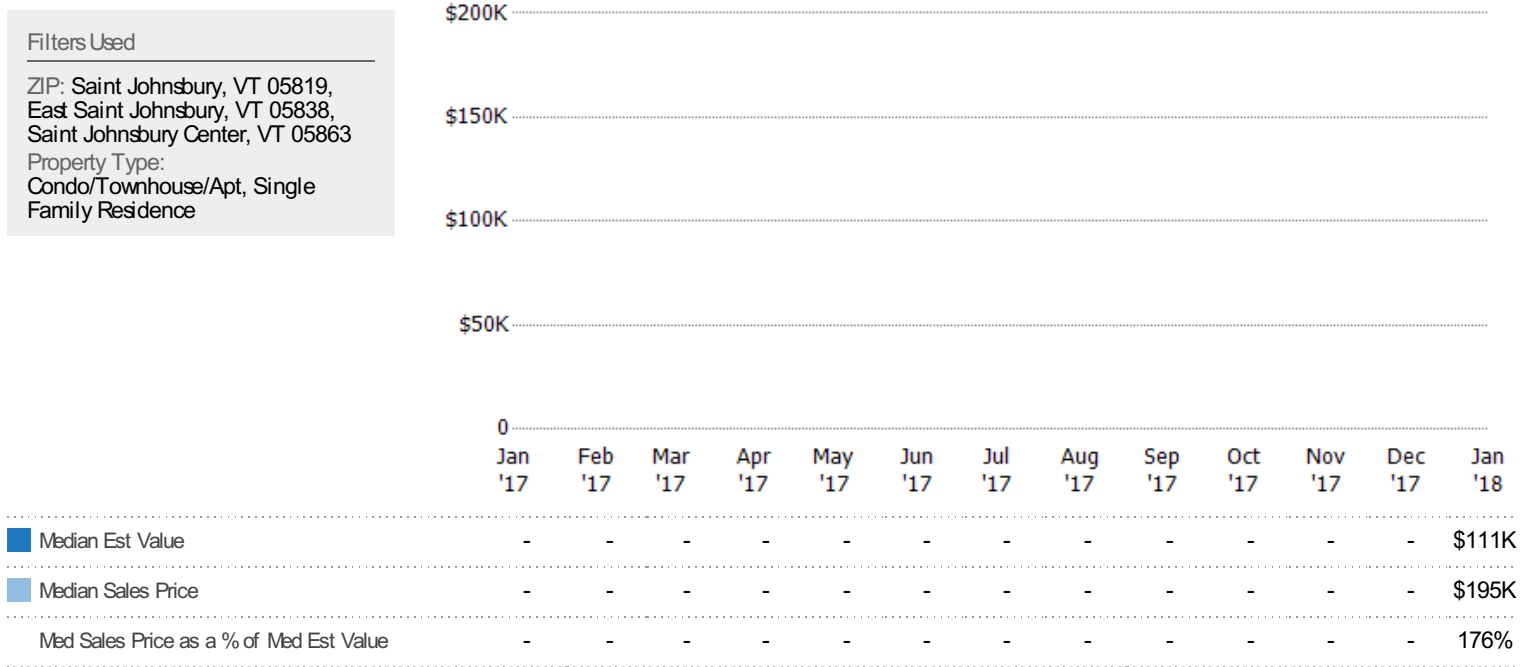 Filters Used
ZIP: Saint Johnsbury, VT 05819,
East Saint Johnsbury, VT 05838,
Saint Johnsbury Center, VT 05863
Property Type:
Condo/Townhouse/Apt, Single
Family Residence
$200K
$150K
$100K
$50K
0
Jan Feb Mar Apr May Jun Jul Aug Sep Oct Nov Dec Jan
'17 '17 '17 '17 '17 '17 '17 '17 '17 '17 '17 '17 '18
Median Est Value - - - - - - - - - - - - $111K
Median Sales Price - - - - - - - - - - - - $195K
Med Sales Price as a % of Med Est Value - - - - - - - - - - - - 176%